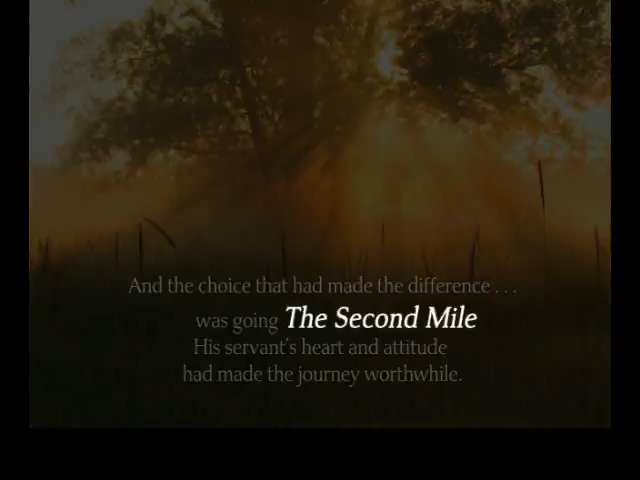 And the choice that had made the difference . . .
was going The Second Mile
His servant's heart and attitude
had made the journey worthwhile.